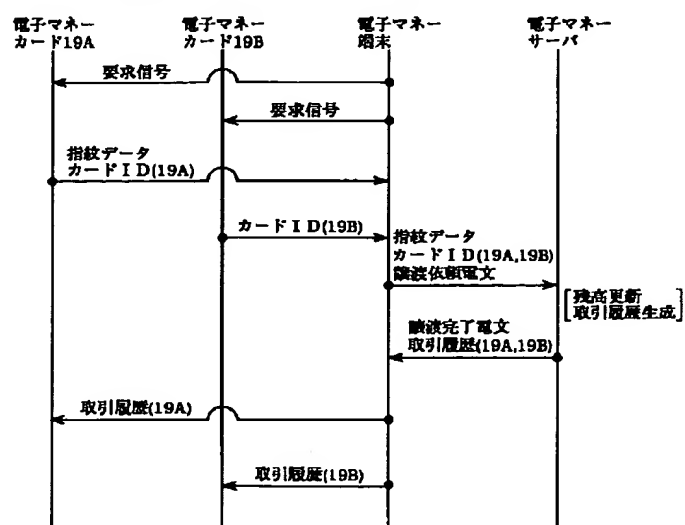 電子マネー
カード19A
電子マネー
カード19B
電子マネー
端末
電子マネー
サーバ
要求信号
要求信号
指紋データ
カードＩＤ(19A)
カードＩＤ(19B)
指紋データ
カードＩＤ(19A,19B)
譲渡依頼電文
残高更新
取引履歴生成
譲渡完了電文
取引履歴(19A,19B)
取引履歴(19A)
取引履歴(19B)